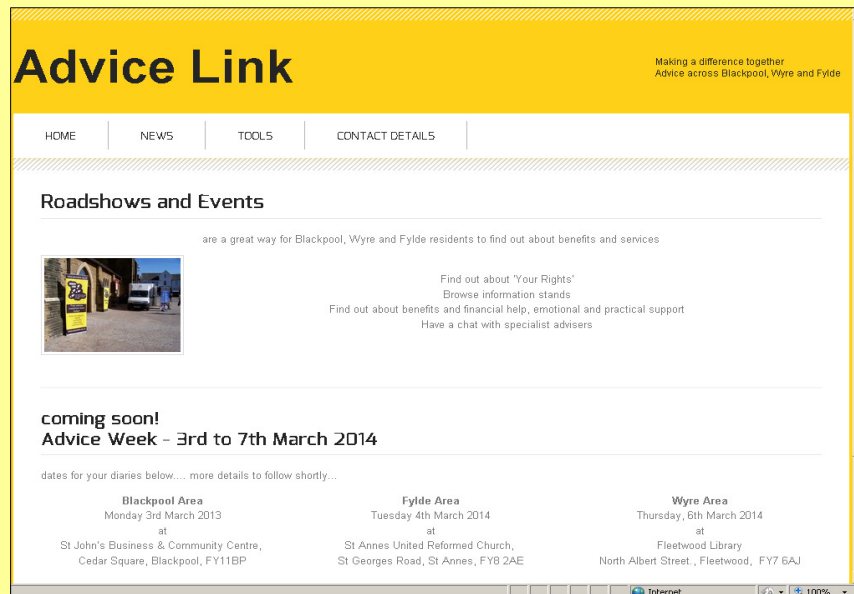 Advice Link
Making a difference together
Advice across Blackpool, Wyre and Fylde
HOME NEWS TOOLS CONTACT DETAILS
Roadshows and Events
are a great way for Blackpool, Wyre and Fylde residents to find out about benefits and services
Find out about 'Your Rights'
Browse information stands
Find out about benefits and financial help, emotional and practical support
Have a chat with specialist advisers
coming soon!
Advice Week - 3rd to 7th March 2014
dates for your diaries below.... more details to follow shortly...
Blackpool Area
Monday 3rd March 2013
at
St John's Business & Community Centre,
Cedar Square, Blackpool, FY11BP
Fylde Area
Tuesday 4th March 2014
at
St Annes United Reformed Church,
St Georges Road, St Annes, FY8 2AE
Wyre Area
Thursday, 6th March 2014
at
Fleetwood Library
North Albert Street., Fleetwood, FY7 6AJ
Internet 100%